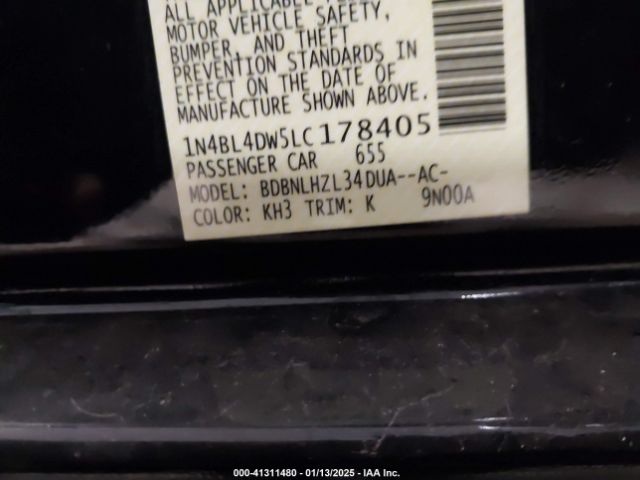 ALL APPLICABLE
MOTOR VEHICLE SAFETY,
BUMPER, AND THEFT
PREVENTION STANDARDS IN
EFFECT ON THE DATE OF
MANUFACTURE SHOWN ABOVE.
1N4BL4DW5LC178405
PASSENGER CAR 655
MODEL: BDBNLHZL34DUA--AC-
COLOR: KH3 TRIM: K 9N00A
000-41311480 - 01/13/2025 - IAA Inc.